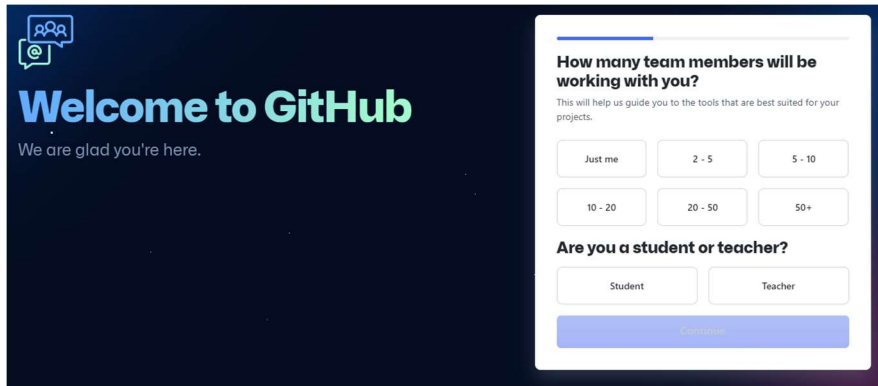 @
Welcome to GitHub
We are glad you're here.
How many team members will be
working with you?
This will help us guide you to the tools that are best suited for your
projects.
Just me
2 - 5
5 - 10
10 - 20
20 - 50
50+
Are you a student or teacher?
Student
Teacher
Continue